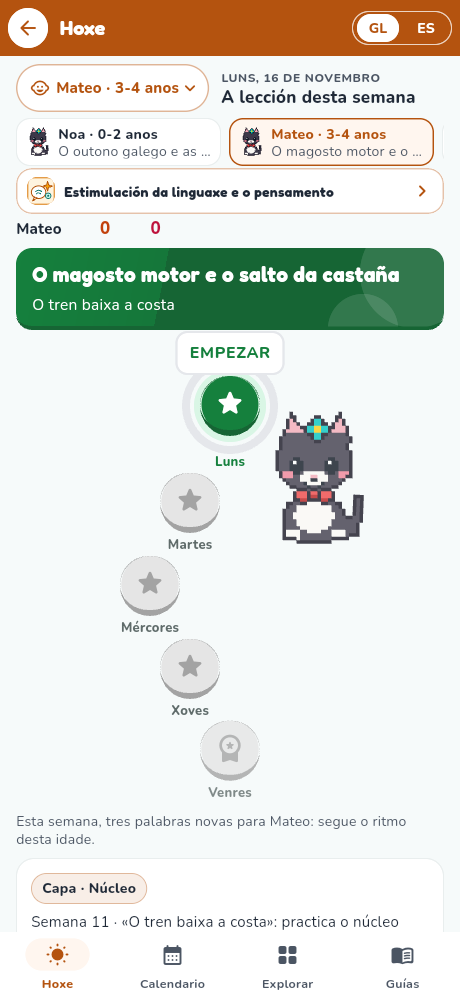 Hoxe
GL
ES
Mateo · 3-4 anos
LUNS, 16 DE NOVEMBRO
A lección desta semana
Noa · 0-2 anos
O outono galego e as ...
Mateo · 3-4 anos
O magosto motor e o ...
Estimulación da linguaxe e o pensamento
Mateo 0 0
O magosto motor e o salto da castaña
O tren baixa a costa
EMPEZAR
Luns
Martes
Mércores
Xoves
Venres
Esta semana, tres palabras novas para Mateo: segue o ritmo
desta idade.
Capa · Núcleo
Semana 11 · «O tren baixa a costa»: practica o núcleo
Hoxe
Calendario
Explorar
Guías